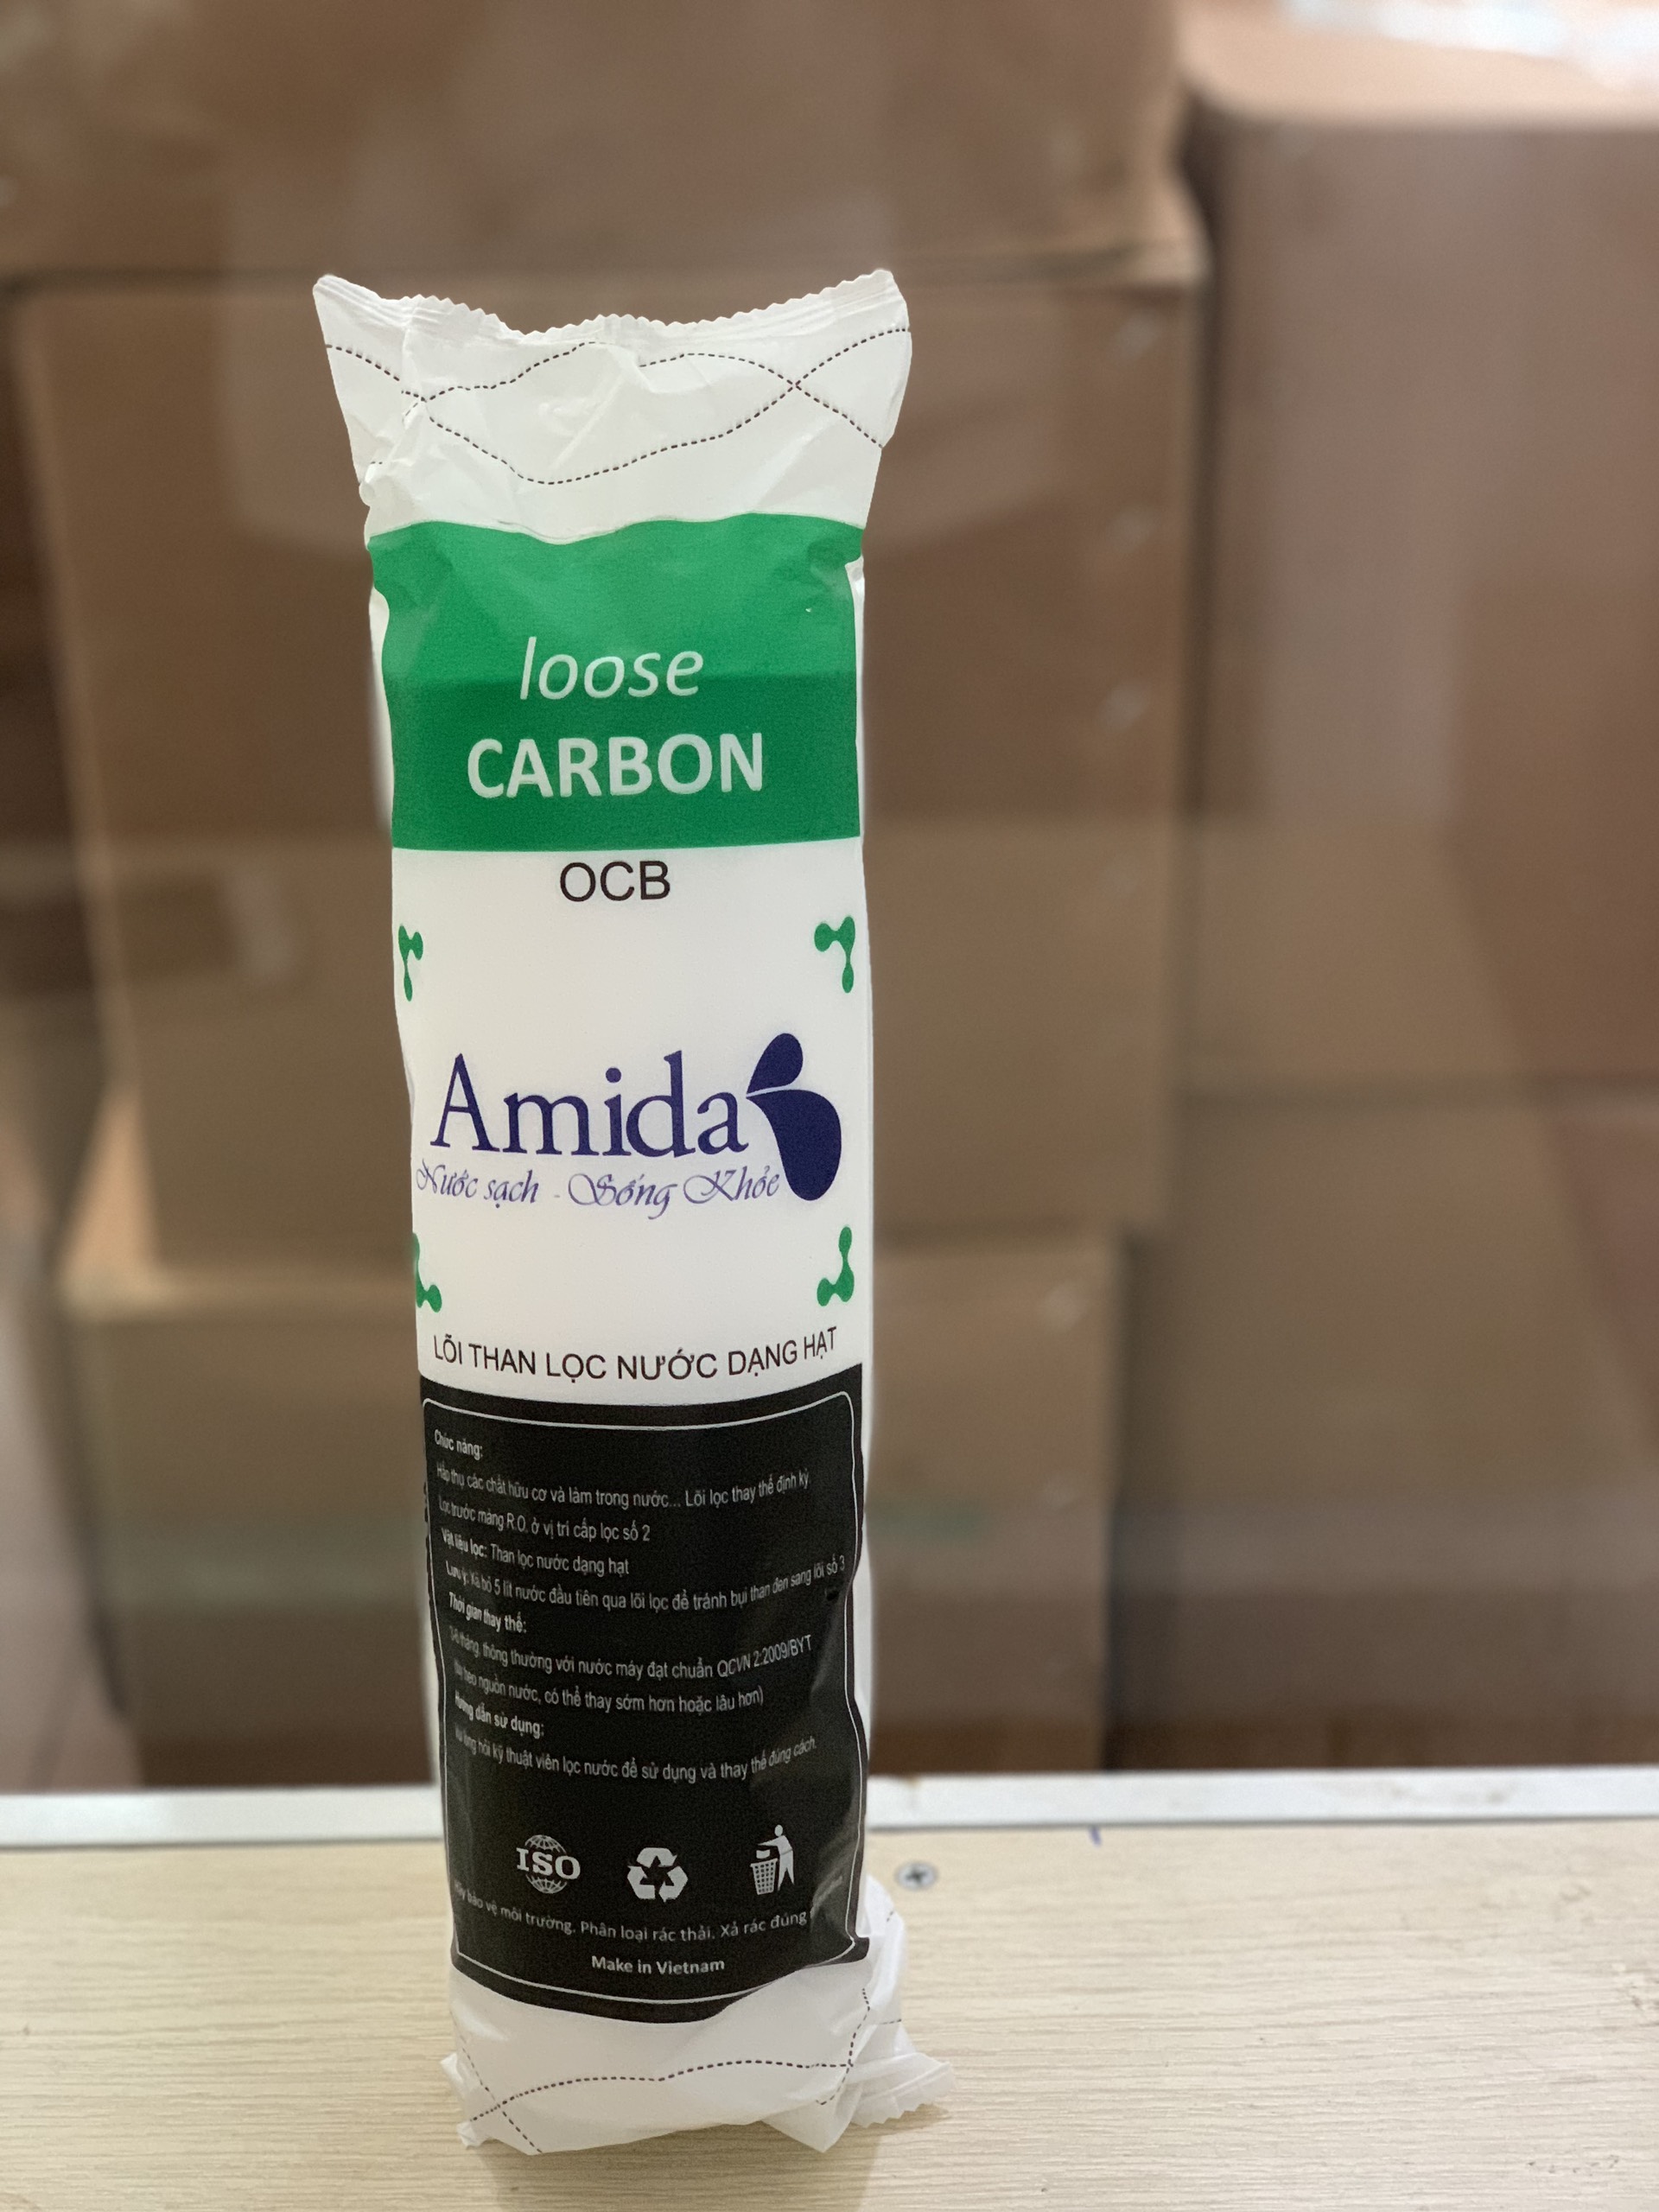 loose
CARBON
OCB
Amida
Nước sạch - Sống Khỏe
LÕI THAN LỌC NƯỚC DẠNG HẠT
Chức năng:
Hấp thụ các chất hữu cơ và làm trong nước... Lõi lọc thay thế định kỳ
Lọc trước màng R.O. ở vị trí cấp lọc số 2
Vật liệu lọc: Than lọc nước dạng hạt
Lưu ý: Xả bỏ 5 lít nước đầu tiên qua lõi lọc để tránh bụi than đen sang lõi số 3
Thời gian thay thế:
tháng, thông thường với nước máy đạt chuẩn QCVN 2:2009/BYT
theo nguồn nước, có thể thay sớm hơn hoặc lâu hơn)
Hướng dẫn sử dụng:
Vui lòng hỏi kỹ thuật viên lọc nước để sử dụng và thay thế đúng cách.
ISO
Hãy bảo vệ môi trường. Phân loại rác thải. Xả rác đúng
Make in Vietnam